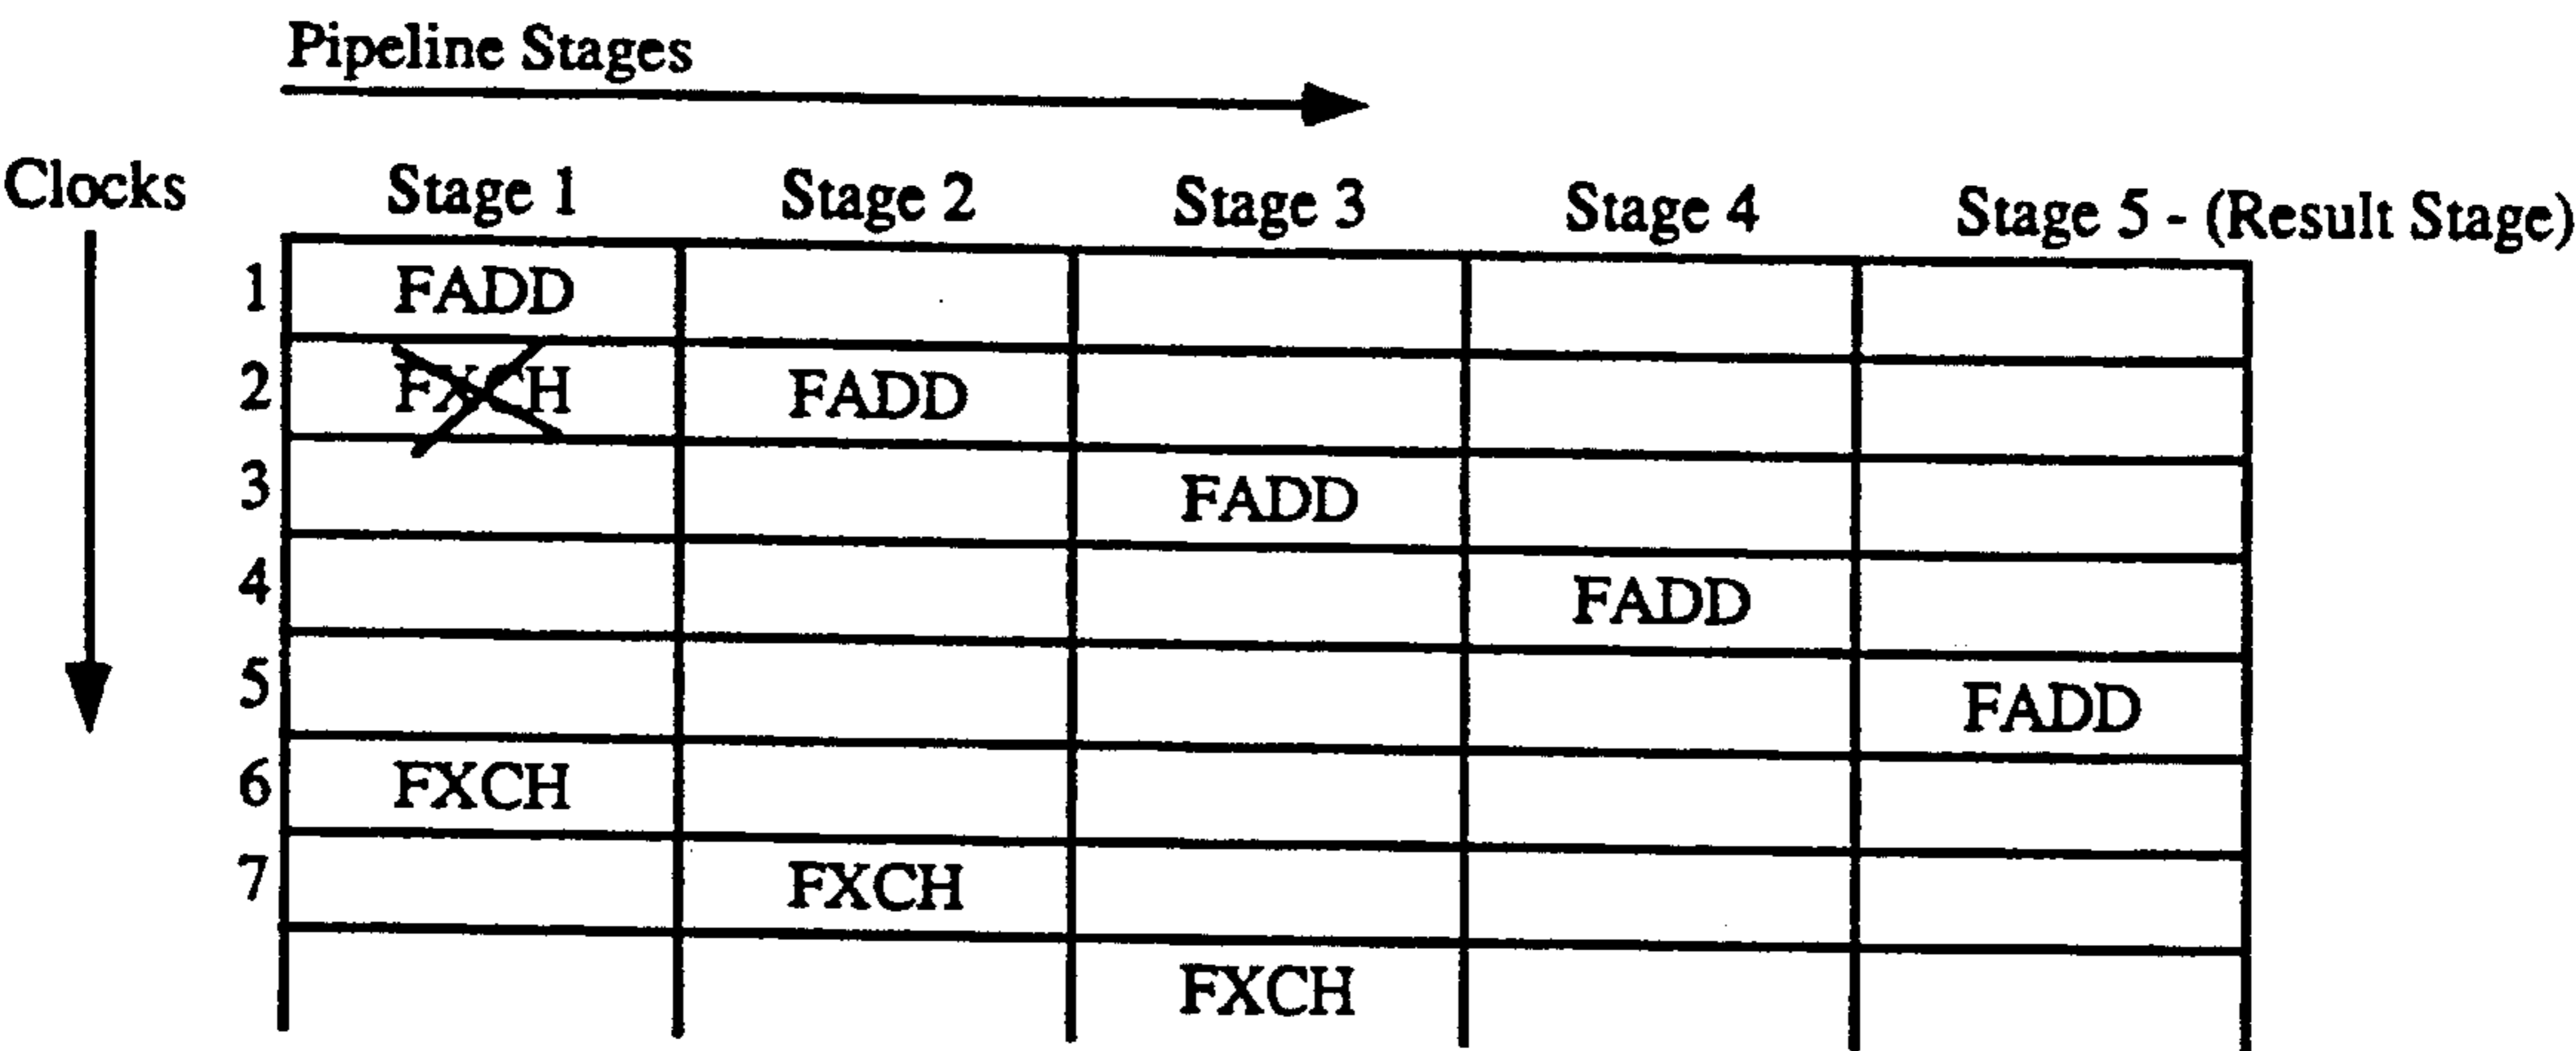 Pipeline Stages
Clocks Stage 1 Stage 2 Stage 3 Stage 4 Stage 5 - (Result Stage)
1 FADD
2 FXCH FADD
3 FADD
4 FADD
5 FADD
6 FXCH
7 FXCH
FXCH